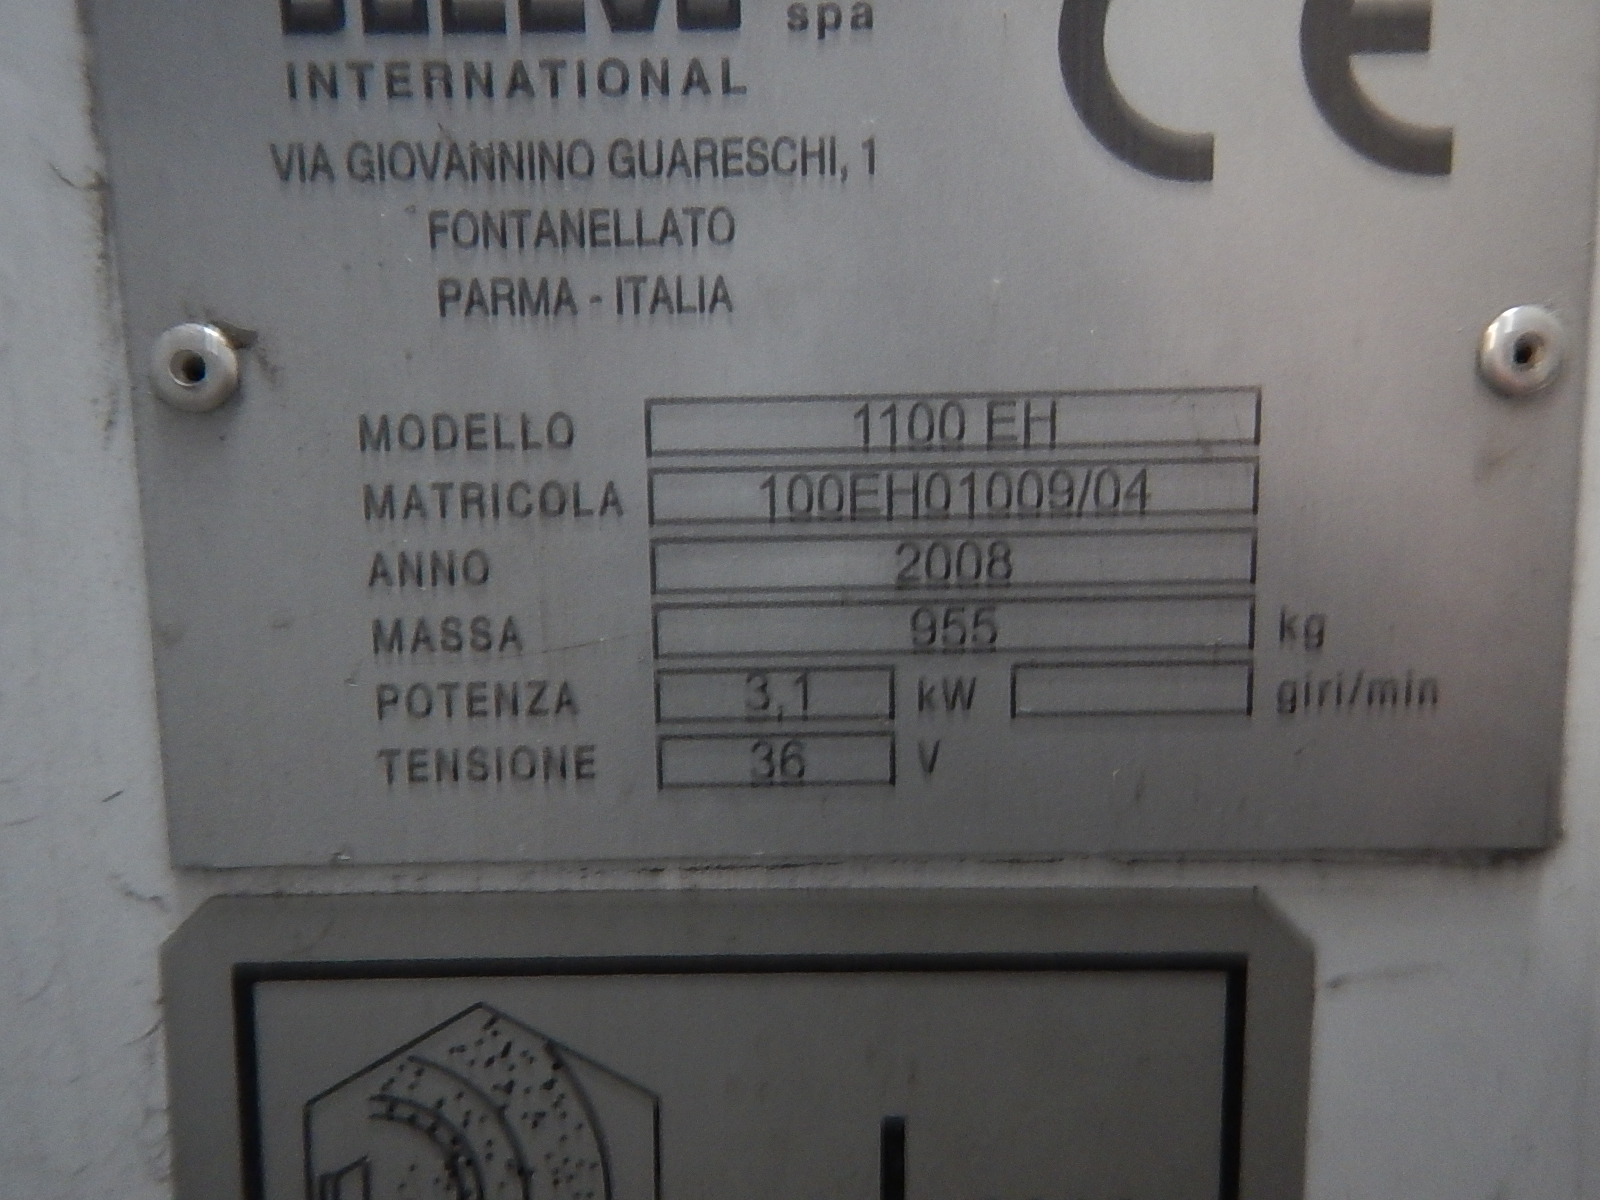 spa
INTERNATIONAL
VIA GIOVANNINO GUARESCHI, 1
FONTANELLATO
PARMA - ITALIA
CE
MODELLO 1100 EH
MATRICOLA 100EH01009/04
ANNO 2008
MASSA 955 kg
POTENZA 3,1 kW giri/min
TENSIONE 36 V